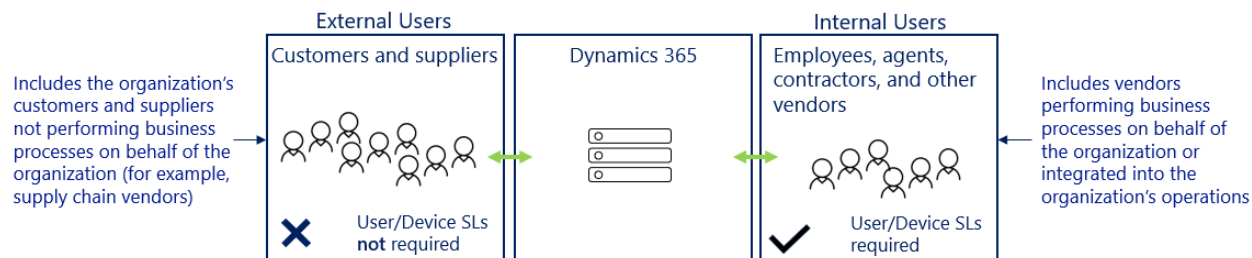 External Users
Internal Users
Customers and suppliers
Dynamics 365
Employees, agents,
contractors, and other
vendors
Includes the organization's
customers and suppliers
not performing business
processes on behalf of the
organization (for example,
supply chain vendors)
Includes vendors
performing business
processes on behalf of
the organization or
integrated into the
organization's operations
User/Device SLs
not required
User/Device SLs
required